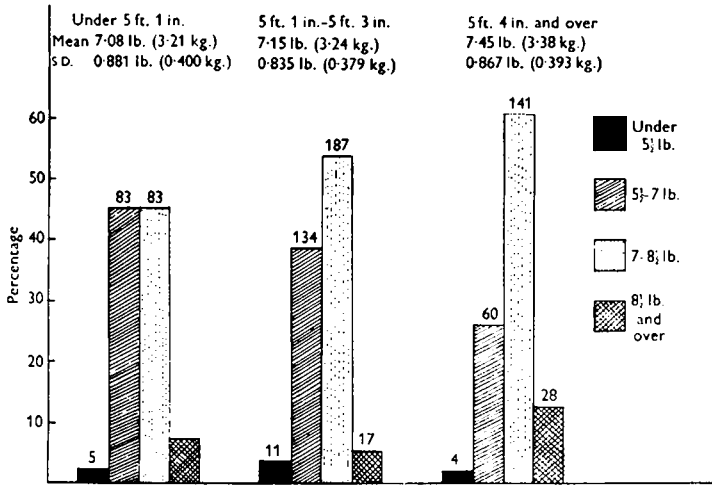 Under 5 ft. 1 in.
Mean 7·08 lb. (3·21 kg.)
S.D. 0·881 lb. (0·400 kg.)
5 ft. 1 in.-5 ft. 3 in.
7·15 lb. (3·24 kg.)
0·835 lb. (0·379 kg.)
5 ft. 4 in. and over
7·45 lb. (3·38 kg.)
0·867 lb. (0·393 kg.)
Percentage
60
50
40
30
20
10
5
83
83
11
134
187
17
4
60
141
28
Under
5½ lb.
5½-7 lb.
7-8½ lb.
8½ lb.
and
over